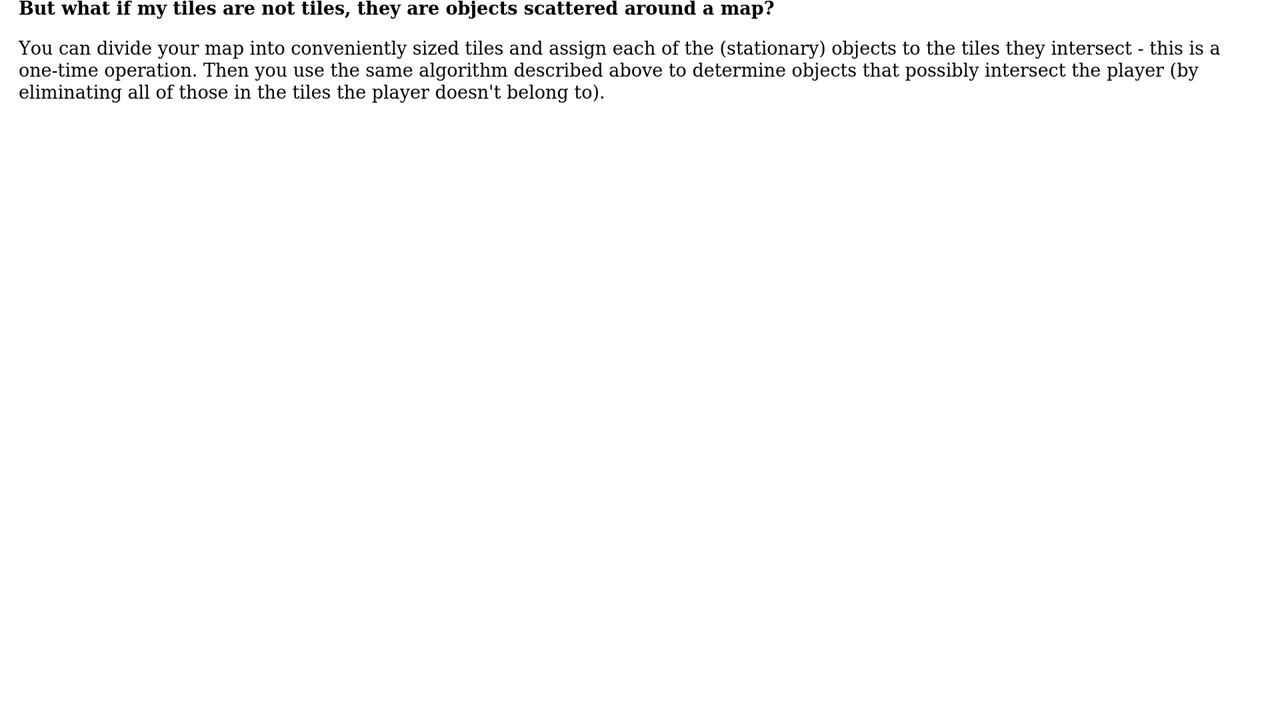 But what if my tiles are not tiles, they are objects scattered around a map?
You can divide your map into conveniently sized tiles and assign each of the (stationary) objects to the tiles they intersect - this is a
one-time operation. Then you use the same algorithm described above to determine objects that possibly intersect the player (by
eliminating all of those in the tiles the player doesn't belong to).